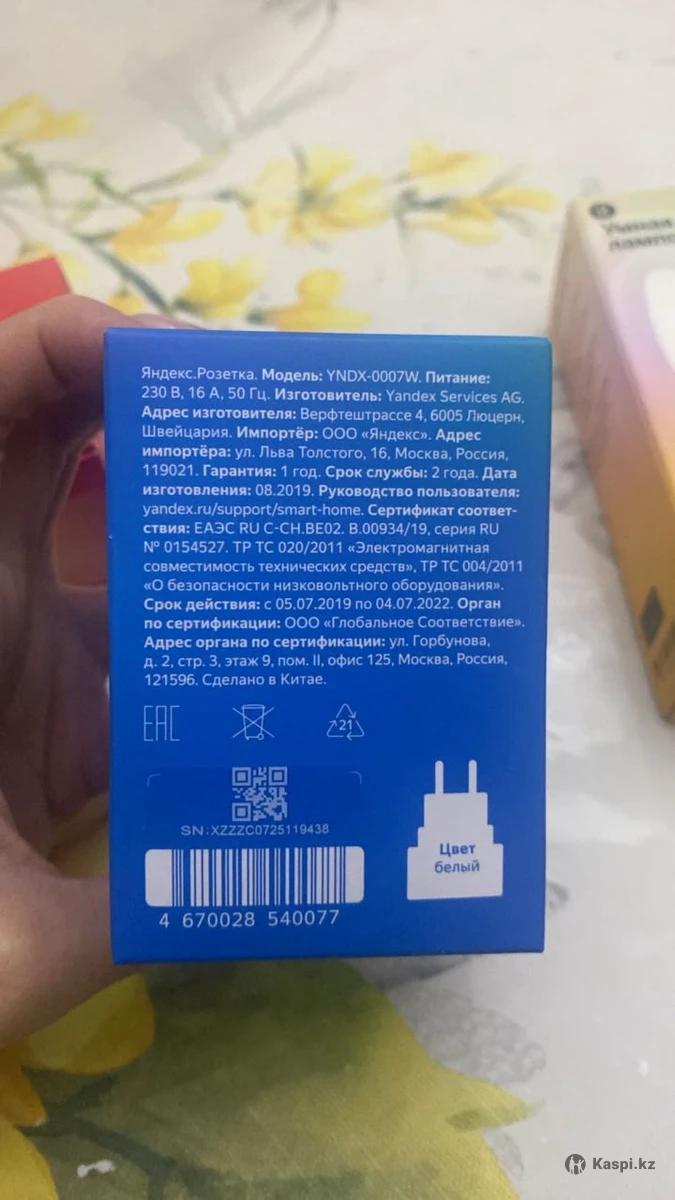 Умная
Яндекс.Розетка. Модель: YNDX-0007W. Питание:
230 В, 16 А, 50 Гц. Изготовитель: Yandex Services AG.
Адрес изготовителя: Верфтештрассе 4, 6005 Люцерн,
Швейцария. Импортёр: ООО «Яндекс». Адрес
импортёра: ул. Льва Толстого, 16, Москва, Россия,
119021. Гарантия: 1 год. Срок службы: 2 года. Дата
изготовления: 08.2019. Руководство пользователя:
yandex.ru/support/smart-home. Сертификат соответ-
ствия: ЕАЭС RU C-CH.BE02. B.00934/19, серия RU
№ 0154527. ТР ТС 020/2011 «Электромагнитная
совместимость технических средств», ТР ТС 004/2011
«О безопасности низковольтного оборудования».
Срок действия: с 05.07.2019 по 04.07.2022. Орган
по сертификации: ООО «Глобальное Соответствие».
Адрес органа по сертификации: ул. Горбунова,
д. 2, стр. 3, этаж 9, пом. II, офис 125, Москва, Россия,
121596. Сделано в Китае.
EAC
21
SN:XZZZC0725119438
Цвет
белый
4 670028 540077
Kaspi.kz